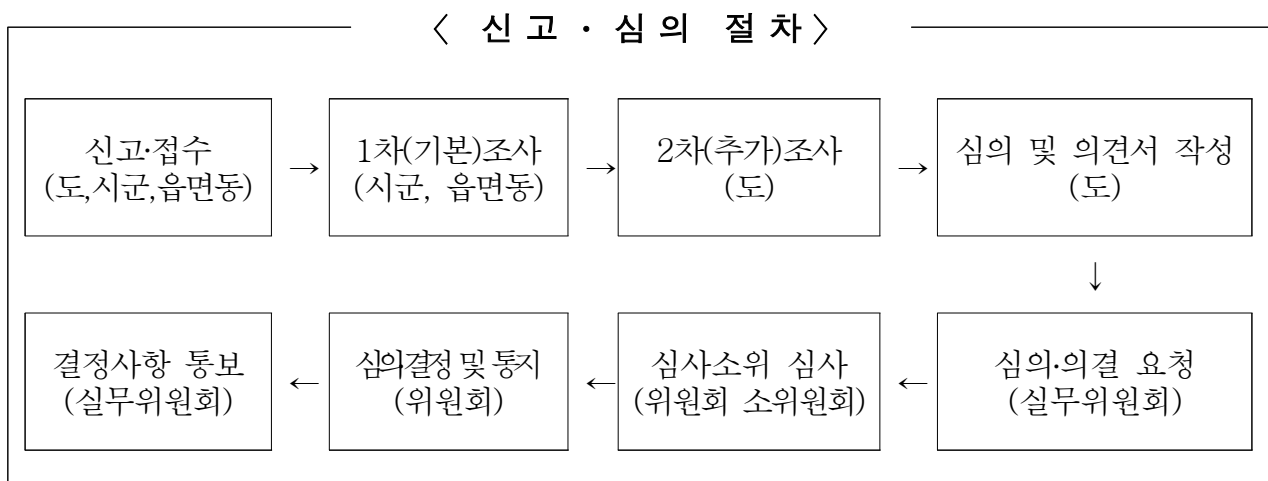 〈 신 고 · 심 의 절 차 〉
신고·접수
(도,시군,읍면동)
→
1차(기본)조사
(시군, 읍면동)
→
2차(추가)조사
(도)
→
심의 및 의견서 작성
(도)
↓
심의·의결 요청
(실무위원회)
←
심사소위 심사
(위원회 소위원회)
←
심의결정 및 통지
(위원회)
←
결정사항 통보
(실무위원회)